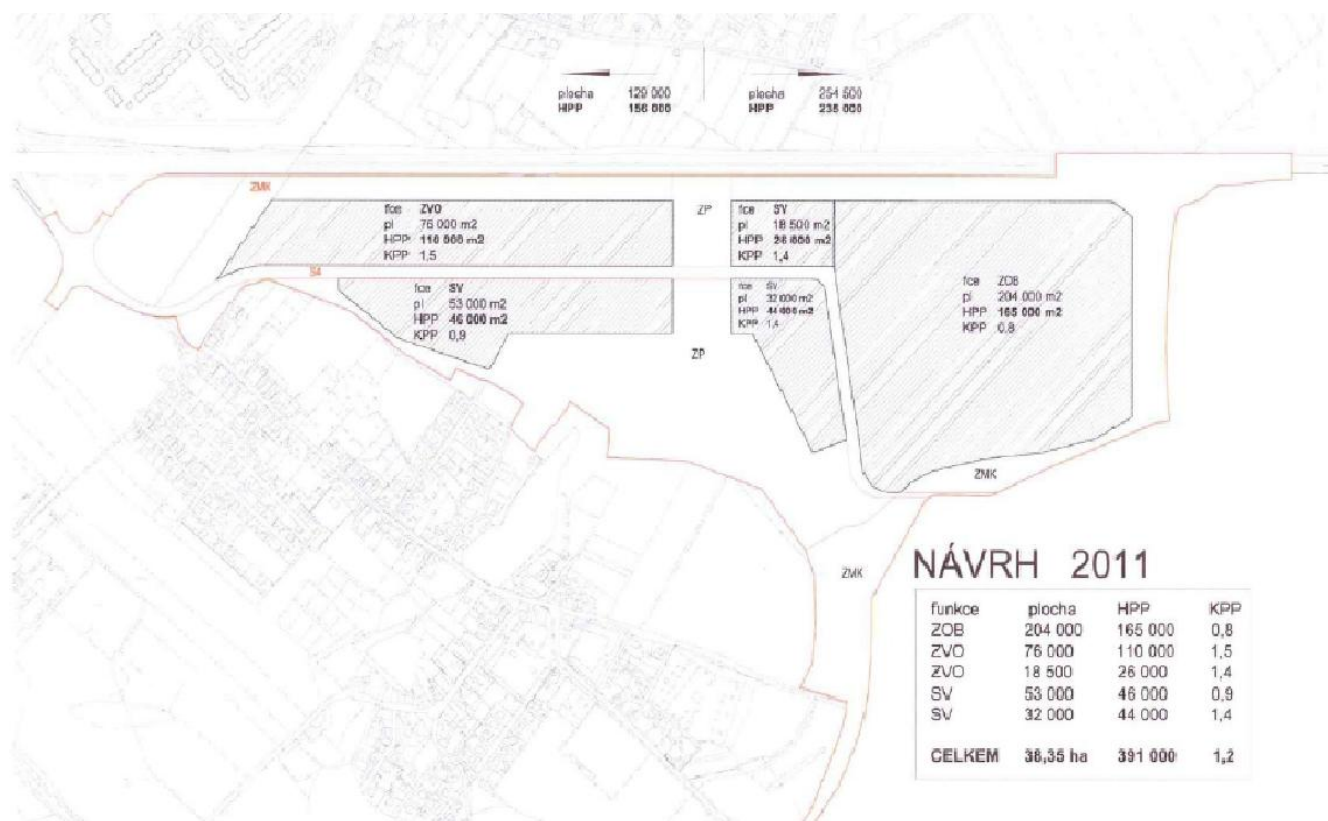 plocha 129 000 plocha 254 500
HPP 156 000 HPP 235 000
ZMK
fce ZVO
pl 76 000 m2
HPP 110 000 m2
KPP 1,5
ZP
fce SV
pl 18 500 m2
HPP 26 000 m2
KPP 1,4
S4
fce SV
pl 53 000 m2
HPP 46 000 m2
KPP 0,9
fce SV
pl 32 000 m2
HPP 44 000 m2
KPP 1,4
fce ZOB
pl 204 000 m2
HPP 165 000 m2
KPP 0,8
ZP
ZMK
ZMK
NÁVRH 2011
funkce plocha HPP KPP
ZOB 204 000 165 000 0,8
ZVO 76 000 110 000 1,5
ZVO 18 500 26 000 1,4
SV 53 000 46 000 0,9
SV 32 000 44 000 1,4
CELKEM 38,35 ha 391 000 1,2